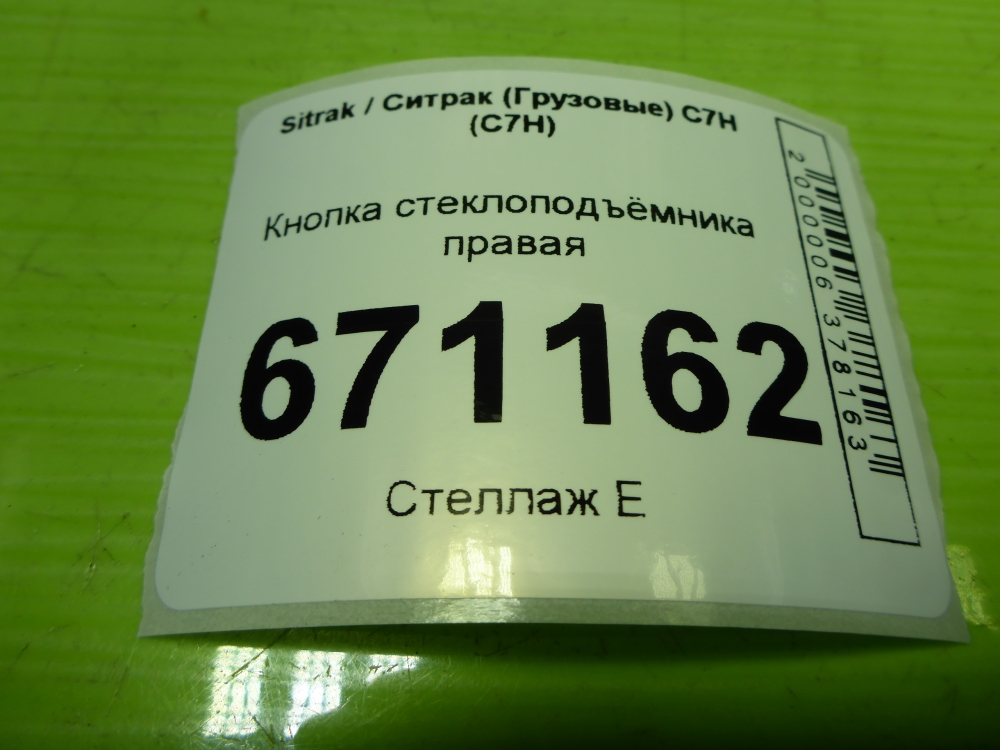 Sitrak / Ситрак (Грузовые) C7H
(C7H)
Кнопка стеклоподъёмника
правая
671162
Стеллаж Е
2000006378163